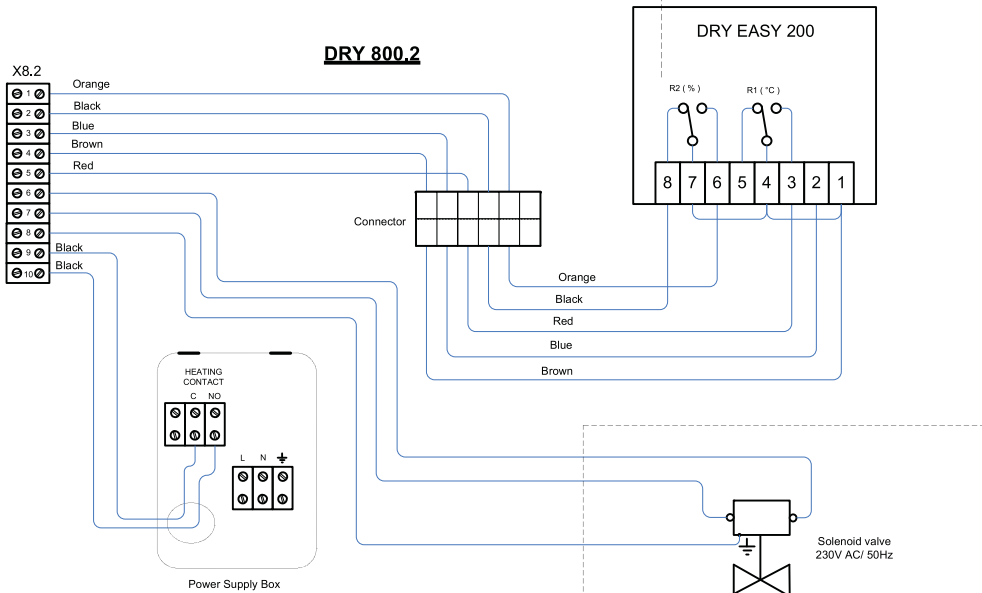 DRY EASY 200
DRY 800.2
X8.2
R2 ( % )
R1 ( °C )
1
Orange
2
Black
3
Blue
4
Brown
5
Red
6
7
8
9
Black
10
Black
8 7 6 5 4 3 2 1
Connector
Orange
Black
Red
Blue
Brown
HEATING
CONTACT
C NO
L N
Solenoid valve
230V AC/ 50Hz
Power Supply Box